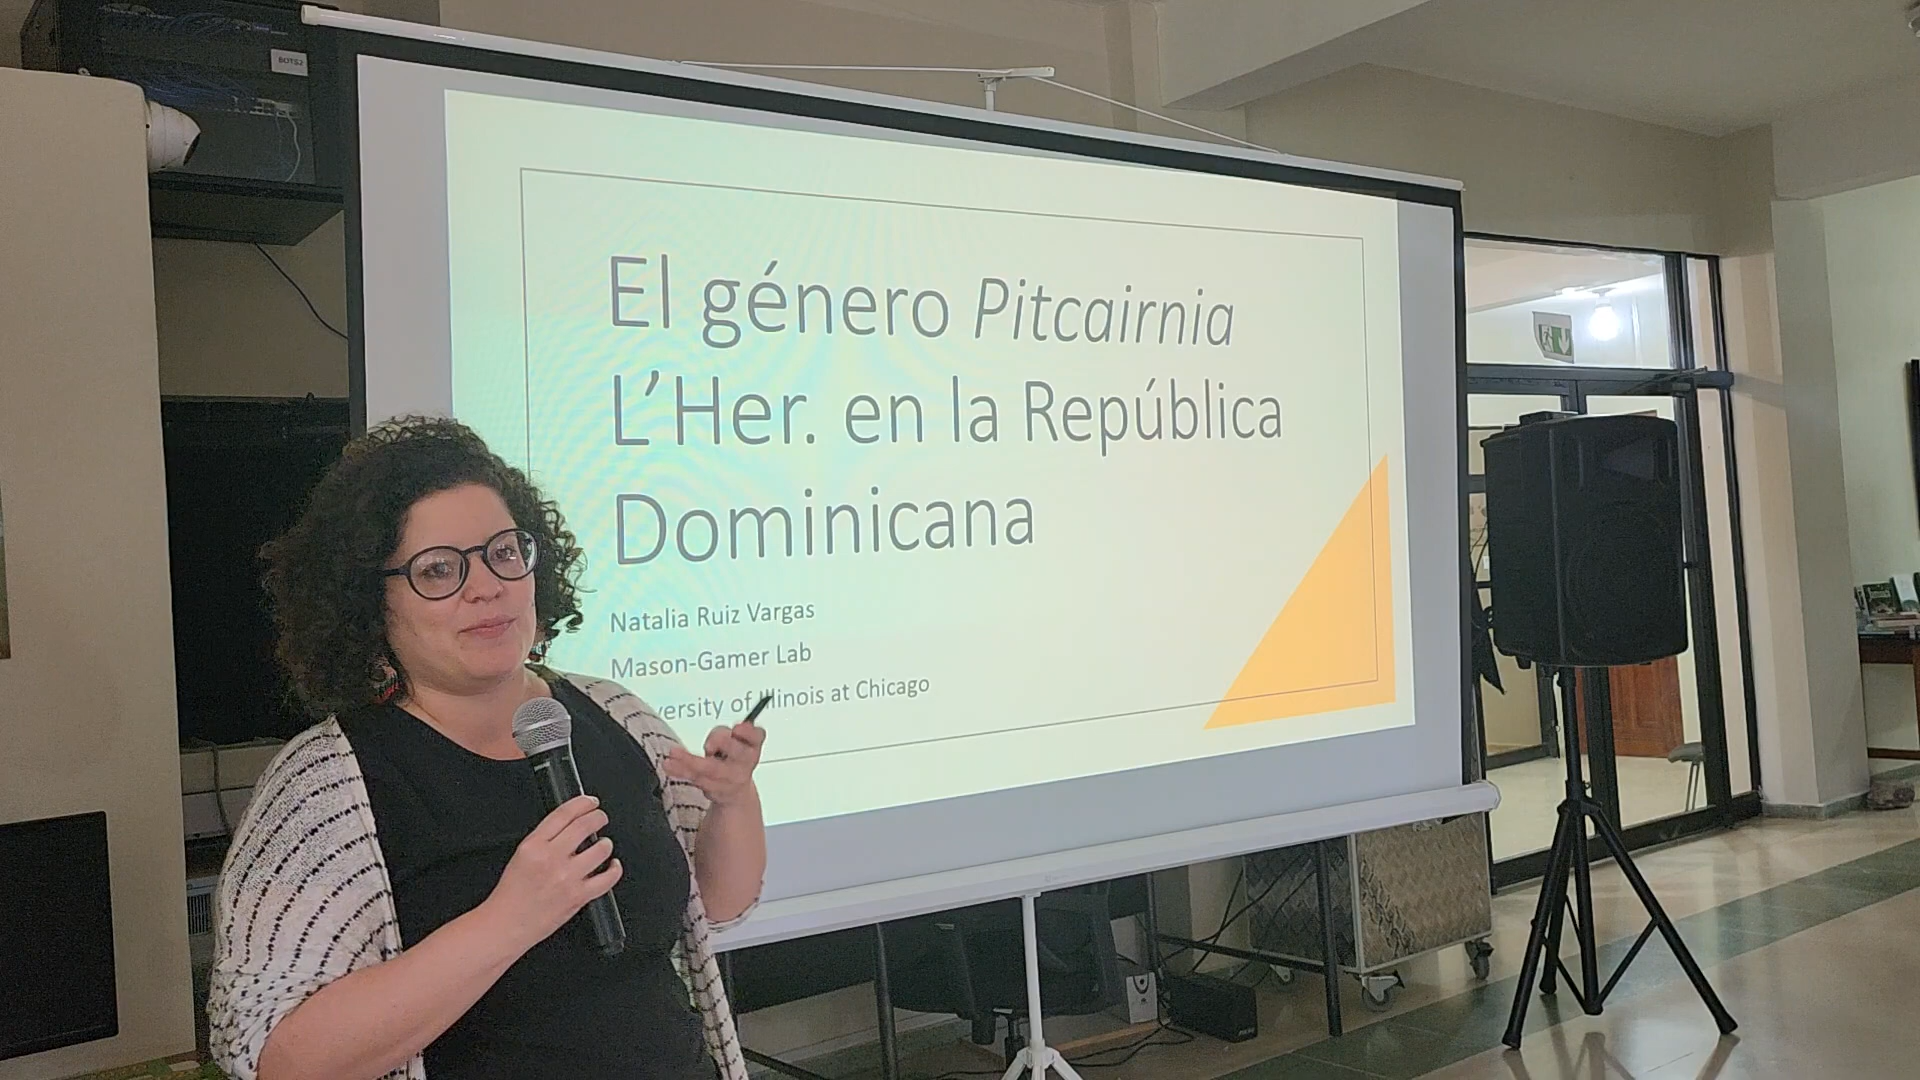 BOTS2
El género Pitcairnia
L'Her. en la República
Dominicana
Natalia Ruiz Vargas
Mason-Gamer Lab
versity of Illinois at Chicago